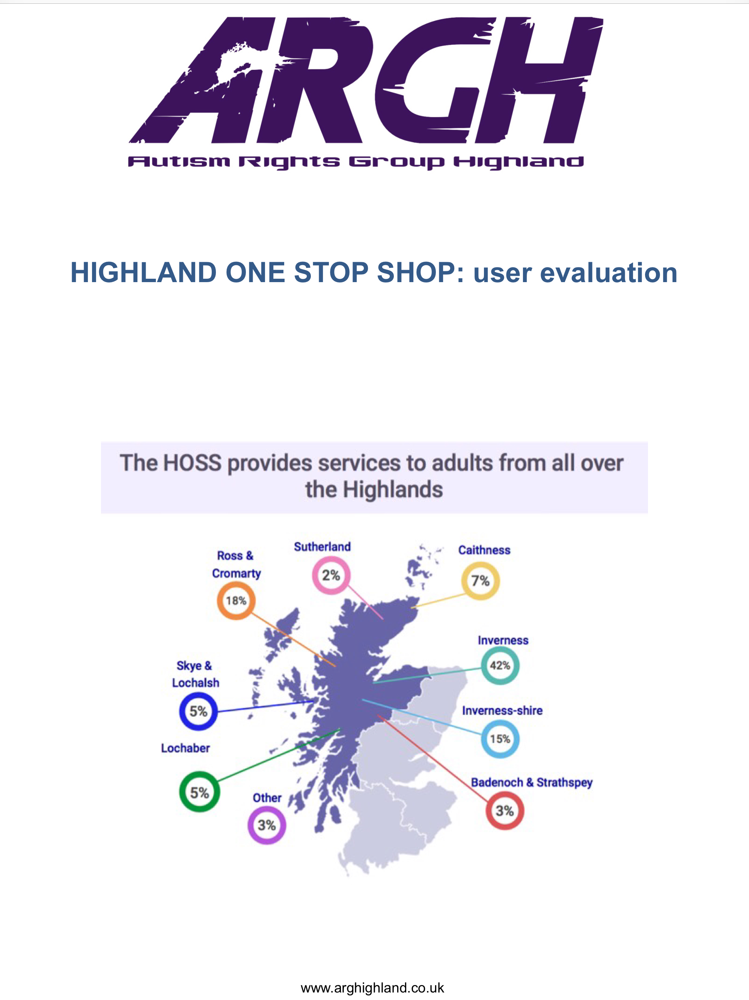 ARGH
Autism Rights Group Highland
HIGHLAND ONE STOP SHOP: user evaluation
The HOSS provides services to adults from all over
the Highlands
Sutherland
2%
Caithness
7%
Ross &
Cromarty
18%
Inverness
42%
Skye &
Lochalsh
5%
Inverness-shire
15%
Lochaber
5%
Badenoch & Strathspey
3%
Other
3%
www.arghighland.co.uk